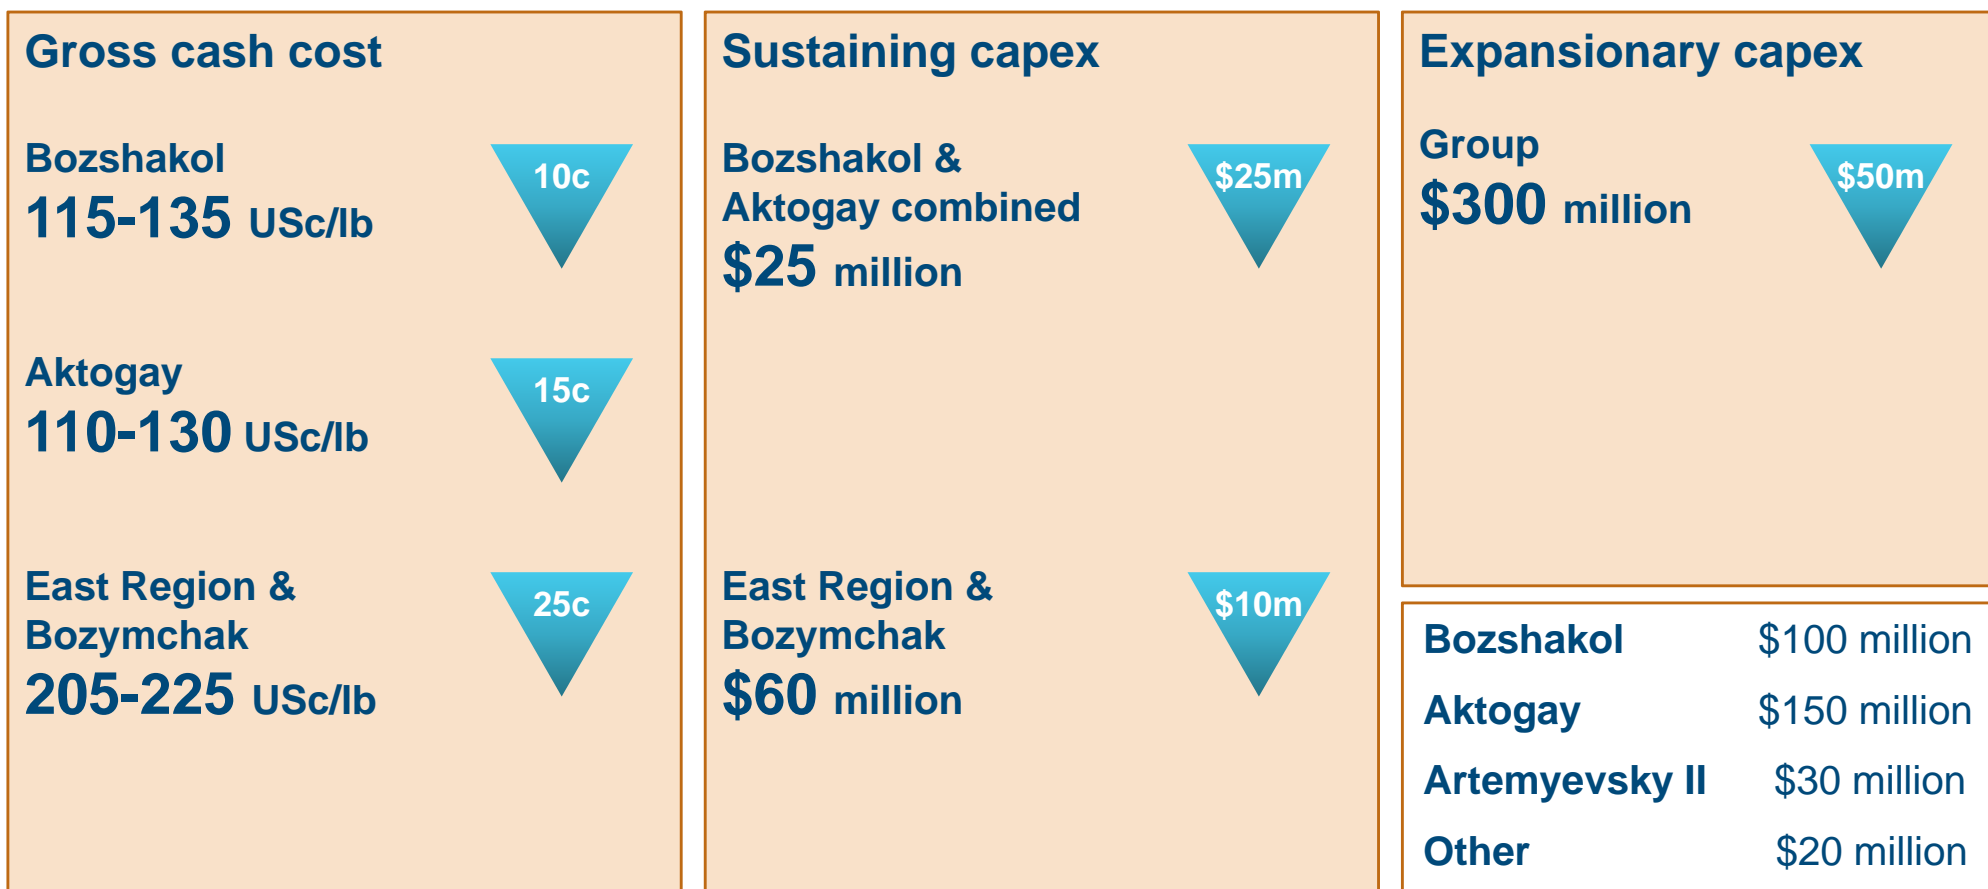 Gross cash cost
Bozshakol
115-135 USc/lb
10c
Aktogay
110-130 USc/lb
15c
East Region &
Bozymchak
205-225 USc/lb
25c
Sustaining capex
Bozshakol &
Aktogay combined
$25 million
$25m
East Region &
Bozymchak
$60 million
$10m
Expansionary capex
Group
$300 million
$50m
Bozshakol $100 million
Aktogay $150 million
Artemyevsky II $30 million
Other $20 million